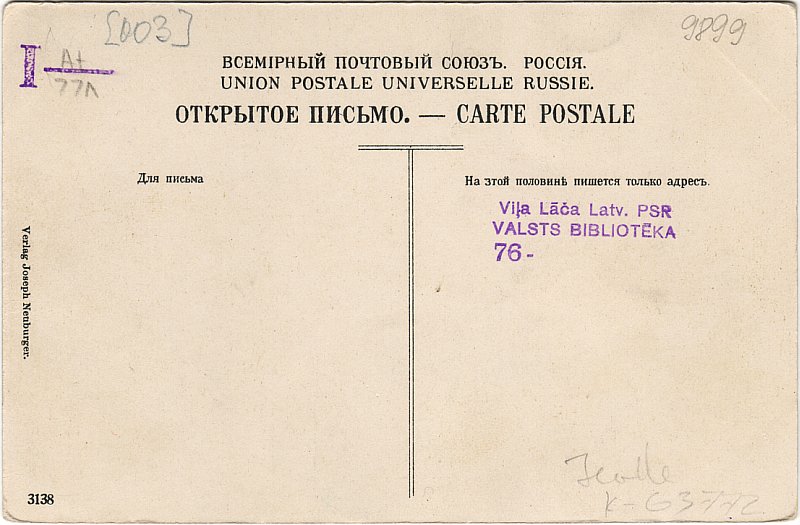 [003]
9899
I At
77A
ВСЕМІРНЫЙ ПОЧТОВЫЙ СОЮЗЪ. РОССІЯ.
UNION POSTALE UNIVERSELLE RUSSIE.
ОТКРЫТОЕ ПИСЬМО. — CARTE POSTALE
Для письма
На этой половинѣ пишется только адресъ.
Viļa Lāča Latv. PSR
VALSTS BIBLIOTĒKA
76-
Verlag Joseph Neuburger.
3138